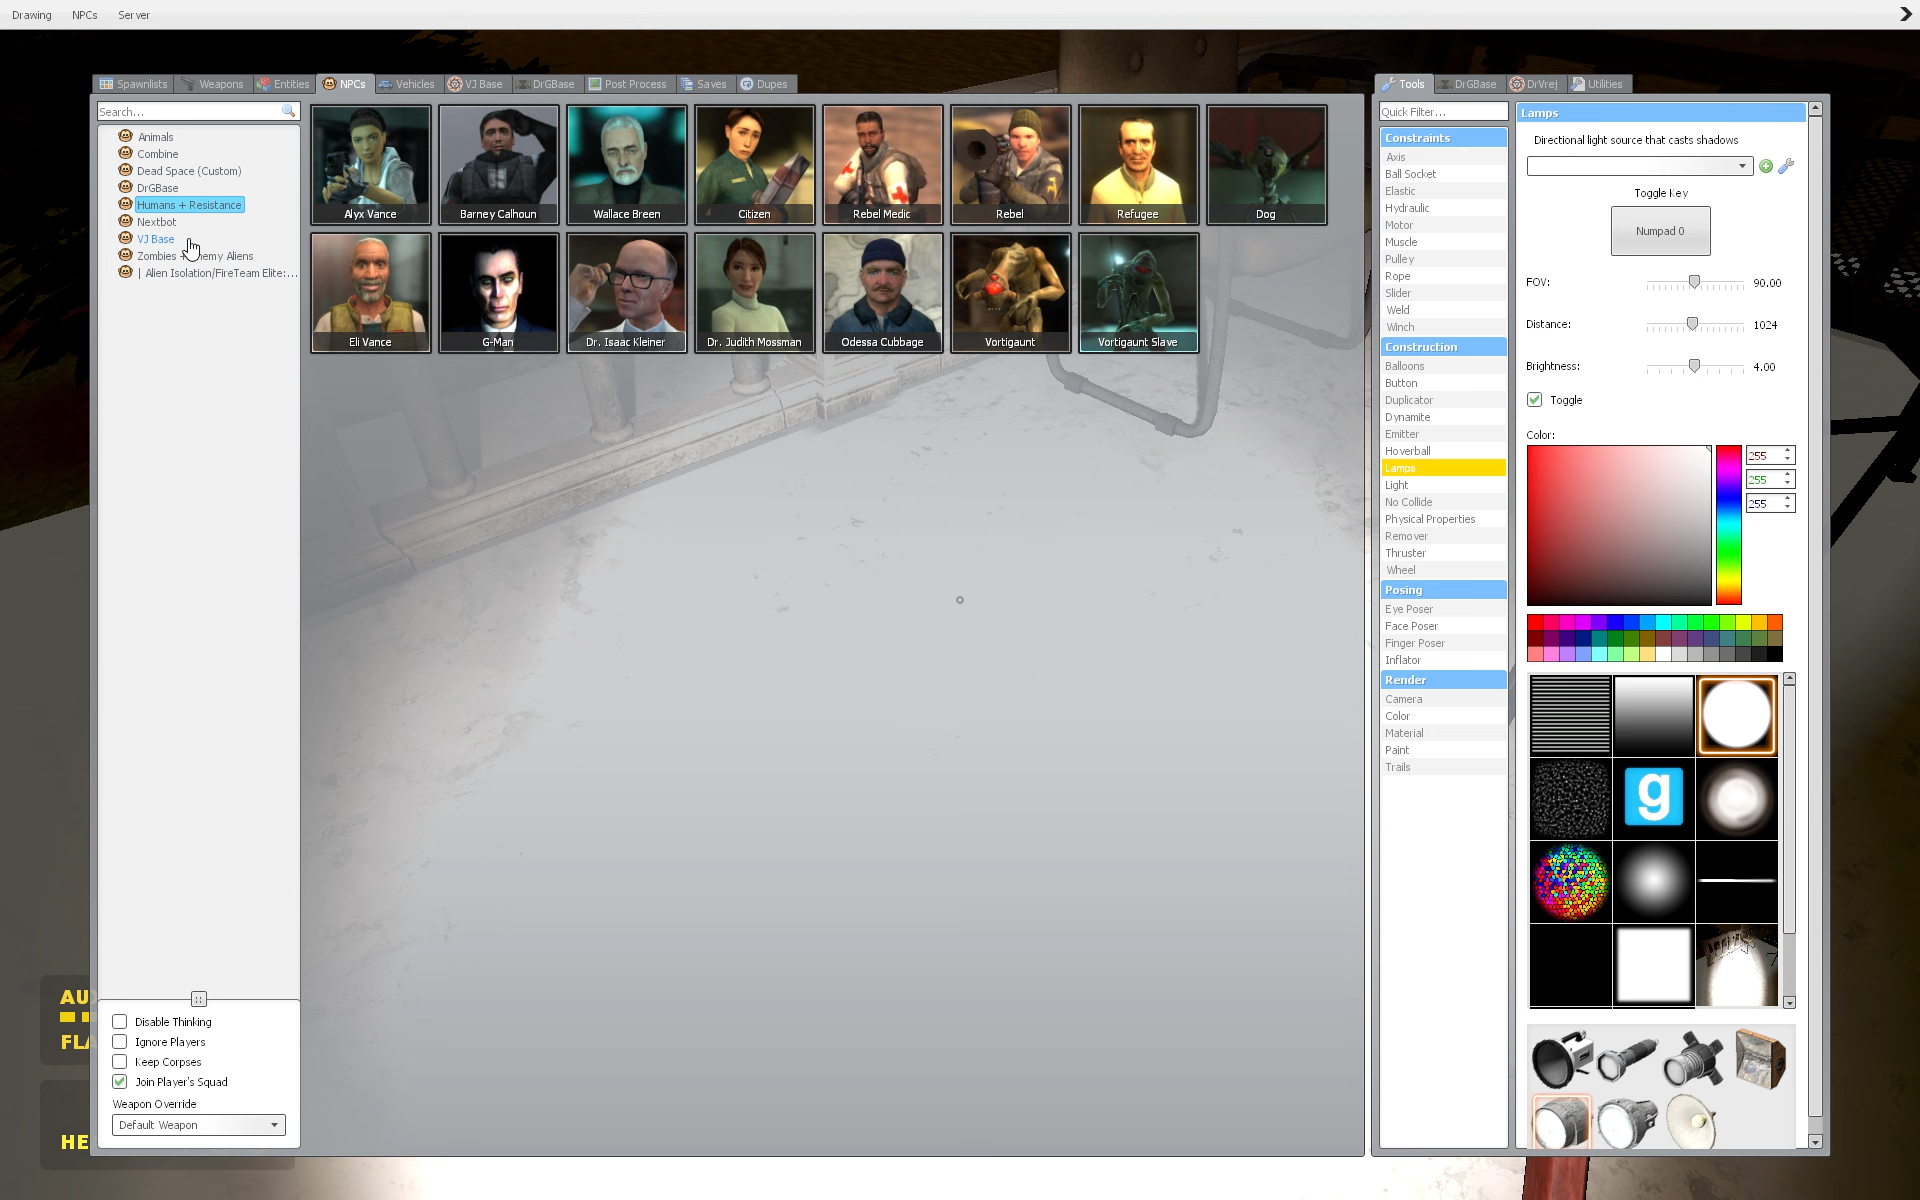 Drawing NPCs Server
Spawnlists Weapons Entities NPCs Vehicles VJ Base DrGBase Post Process Saves Dupes
Search...
Animals
Combine
Dead Space (Custom)
DrGBase
Humans + Resistance
Nextbot
VJ Base
Zombies + Enemy Aliens
| Alien Isolation/FireTeam Elite:...
Alyx Vance
Barney Calhoun
Wallace Breen
Citizen
Rebel Medic
Rebel
Refugee
Dog
Eli Vance
G-Man
Dr. Isaac Kleiner
Dr. Judith Mossman
Odessa Cubbage
Vortigaunt
Vortigaunt Slave
Disable Thinking
Ignore Players
Keep Corpses
Join Player's Squad
Weapon Override
Default Weapon
AU
FLA
HE
Tools DrGBase DrVrej Utilities
Quick Filter...
Constraints
Axis
Ball Socket
Elastic
Hydraulic
Motor
Muscle
Pulley
Rope
Slider
Weld
Winch
Construction
Balloons
Button
Duplicator
Dynamite
Emitter
Hoverball
Lamps
Light
No Collide
Physical Properties
Remover
Thruster
Wheel
Posing
Eye Poser
Face Poser
Finger Poser
Inflator
Render
Camera
Color
Material
Paint
Trails
Lamps
Directional light source that casts shadows
Toggle Key
Numpad 0
FOV: 90.00
Distance: 1024
Brightness: 4.00
Toggle
Color:
255
255
255
g